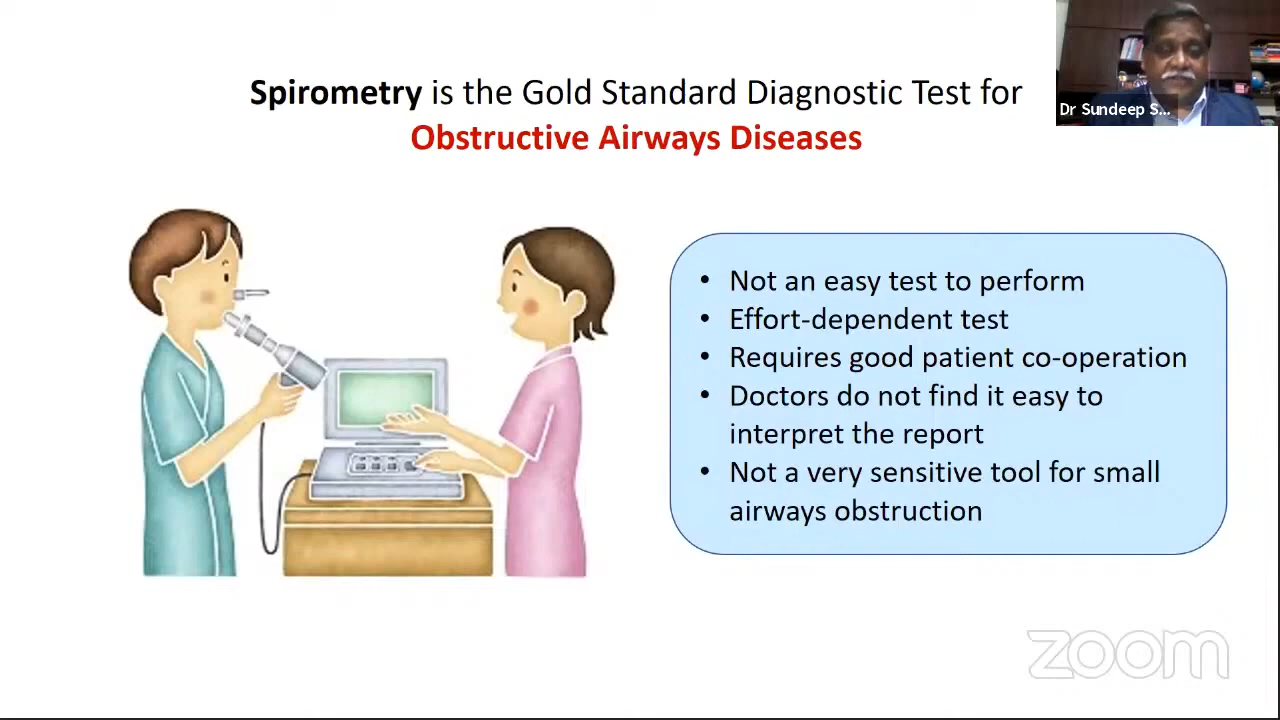 Spirometry is the Gold Standard Diagnostic Test for
Obstructive Airways Diseases
Dr Sundeep S...
• Not an easy test to perform
• Effort-dependent test
• Requires good patient co-operation
• Doctors do not find it easy to
interpret the report
• Not a very sensitive tool for small
airways obstruction
zoom